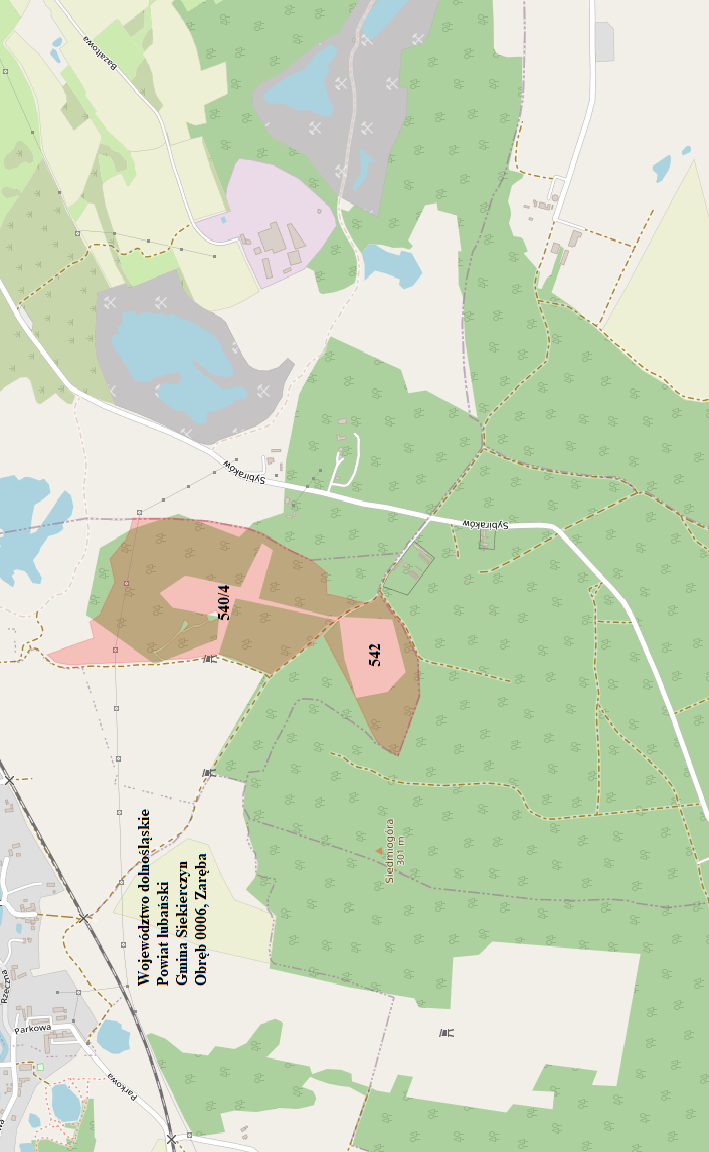 Bazaltowa
Sybiraków
Sybiraków
540/4
542
Województwo dolnośląskie
Powiat lubański
Gmina Siekierczyn
Obręb 0006, Zaręba
Siedmiogóra
301 m
Rzeczna
Parkowa
Parkowa